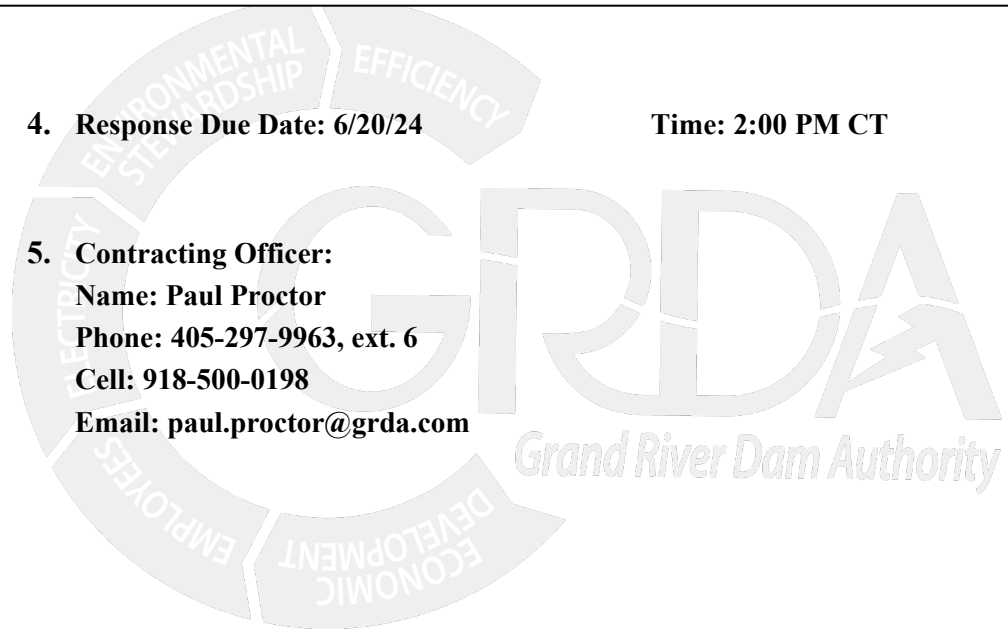 4. Response Due Date: 6/20/24 Time: 2:00 PM CT
5. Contracting Officer:
Name: Paul Proctor
Phone: 405-297-9963, ext. 6
Cell: 918-500-0198
Email: paul.proctor@grda.com
ENVIRONMENTAL
STEWARDSHIP
EFFICIENCY
ELECTRICITY
GRDA
Grand River Dam Authority
EMPLOYEES
ECONOMIC
DEVELOPMENT